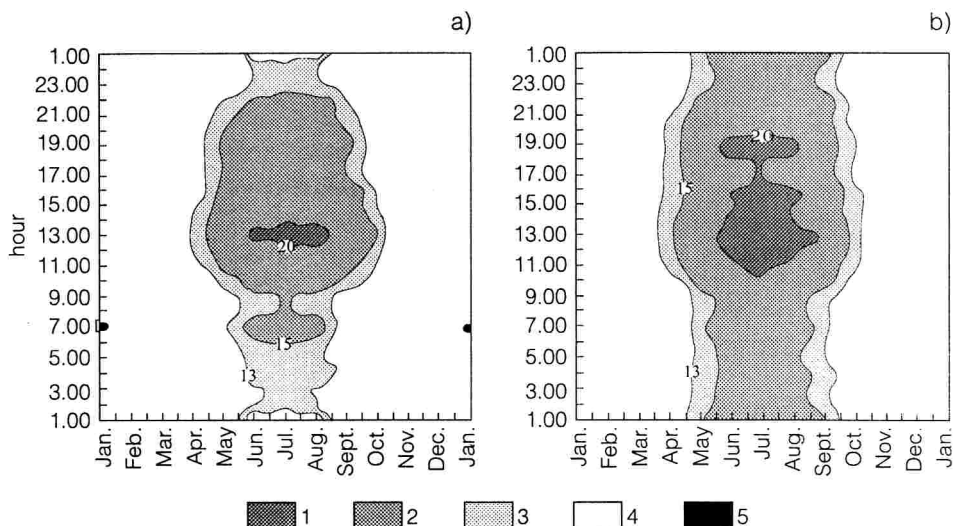 a)
b)
hour
1.00
23.00
21.00
19.00
17.00
15.00
13.00
11.00
9.00
7.00
5.00
3.00
1.00
20
15
13
Jan.
Feb.
Mar.
Apr.
May
Jun.
Jul.
Aug.
Sept.
Oct.
Nov.
Dec.
Jan.
1.00
23.00
21.00
19.00
17.00
15.00
13.00
11.00
9.00
7.00
5.00
3.00
1.00
20
15
13
Jan.
Feb.
Mar.
Apr.
May
Jun.
Jul.
Aug.
Sept.
Oct.
Nov.
Dec.
Jan.
1 2 3 4 5